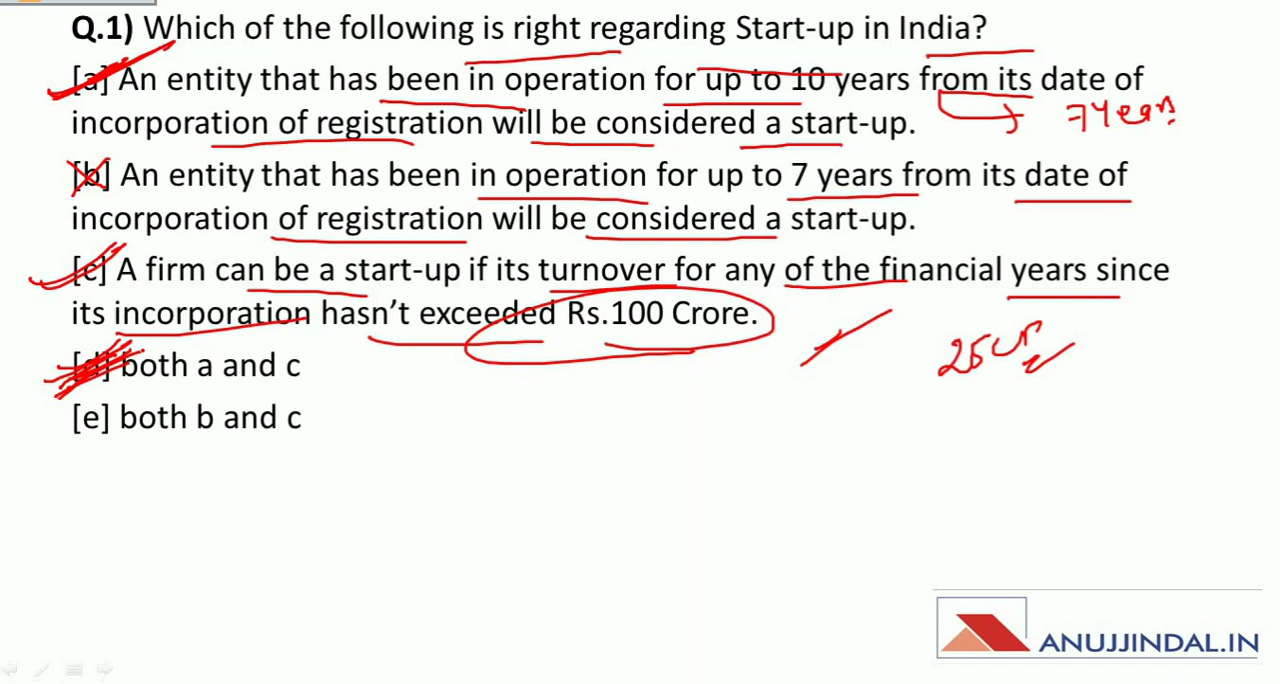 Q.1) Which of the following is right regarding Start-up in India?
[a] An entity that has been in operation for up to 10 years from its date of
incorporation of registration will be considered a start-up.
7 Years
[b] An entity that has been in operation for up to 7 years from its date of
incorporation of registration will be considered a start-up.
[c] A firm can be a start-up if its turnover for any of the financial years since
its incorporation hasn't exceeded Rs.100 Crore.
25 cr
[d] both a and c
[e] both b and c
ANUJJINDAL.IN